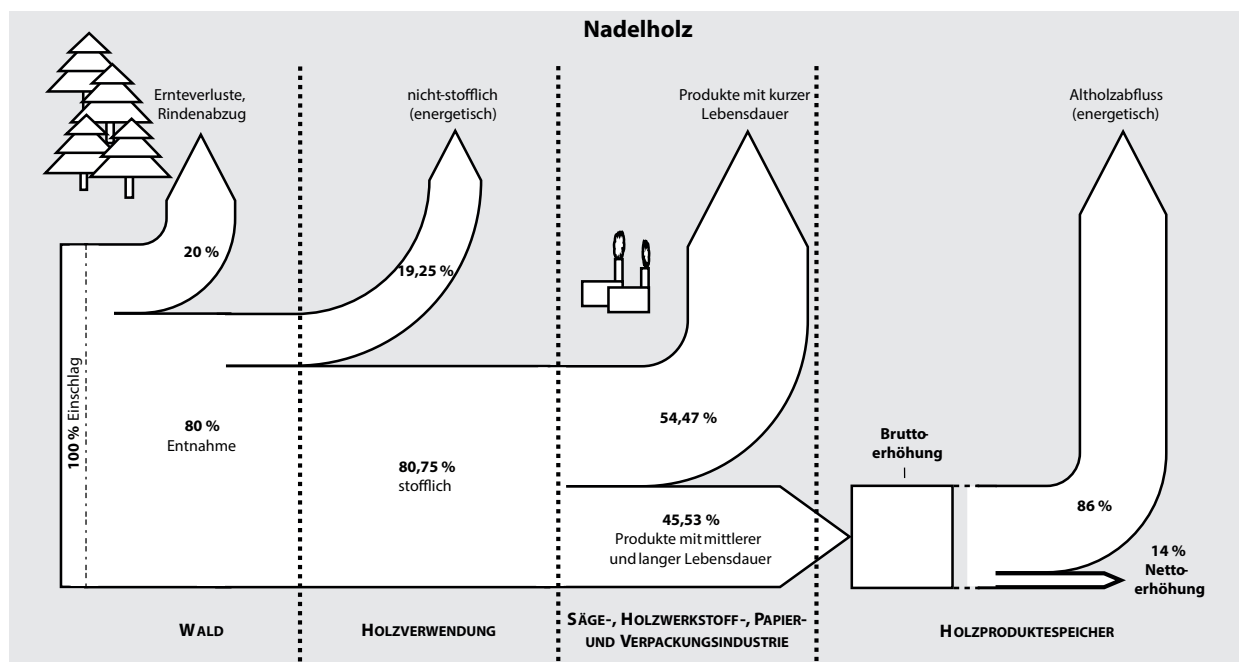 Nadelholz
Ernteverluste,
Rindenabzug
nicht-stofflich
(energetisch)
Produkte mit kurzer
Lebensdauer
Altholzabfluss
(energetisch)
20 %
19,25 %
100 % Einschlag
80 %
Entnahme
80,75 %
stofflich
54,47 %
45,53 %
Produkte mit mittlerer
und langer Lebensdauer
Brutto-
erhöhung
86 %
14 %
Netto-
erhöhung
WALD
HOLZVERWENDUNG
SÄGE-, HOLZWERKSTOFF-, PAPIER-
UND VERPACKUNGSINDUSTRIE
HOLZPRODUKTESPEICHER